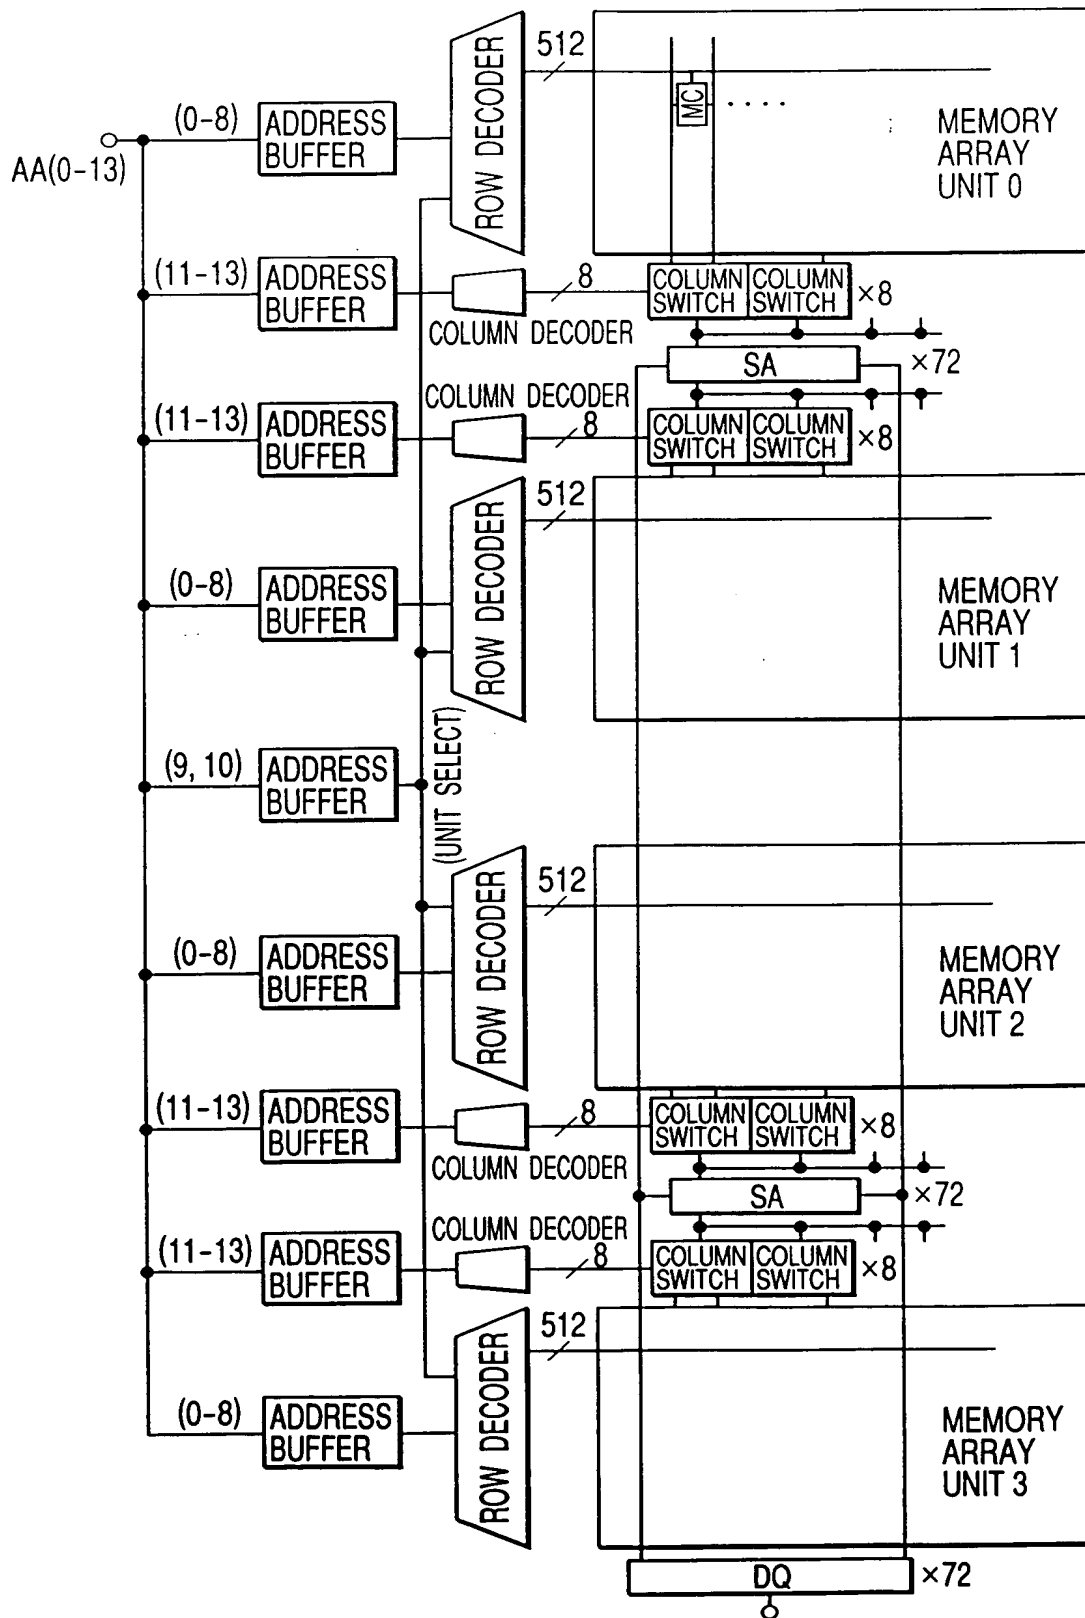 512
(0-8)
ADDRESS
BUFFER
AA(0-13)
ROW DECODER
MC
. . . .
MEMORY
ARRAY
UNIT 0
(11-13)
ADDRESS
BUFFER
8
COLUMN DECODER
COLUMN
SWITCH
COLUMN
SWITCH
×8
SA
×72
COLUMN DECODER
(11-13)
ADDRESS
BUFFER
8
COLUMN
SWITCH
COLUMN
SWITCH
×8
512
(0-8)
ADDRESS
BUFFER
ROW DECODER
MEMORY
ARRAY
UNIT 1
(9, 10)
ADDRESS
BUFFER
(UNIT SELECT)
512
(0-8)
ADDRESS
BUFFER
ROW DECODER
MEMORY
ARRAY
UNIT 2
(11-13)
ADDRESS
BUFFER
8
COLUMN DECODER
COLUMN
SWITCH
COLUMN
SWITCH
×8
SA
×72
COLUMN DECODER
(11-13)
ADDRESS
BUFFER
8
COLUMN
SWITCH
COLUMN
SWITCH
×8
512
(0-8)
ADDRESS
BUFFER
ROW DECODER
MEMORY
ARRAY
UNIT 3
DQ
×72